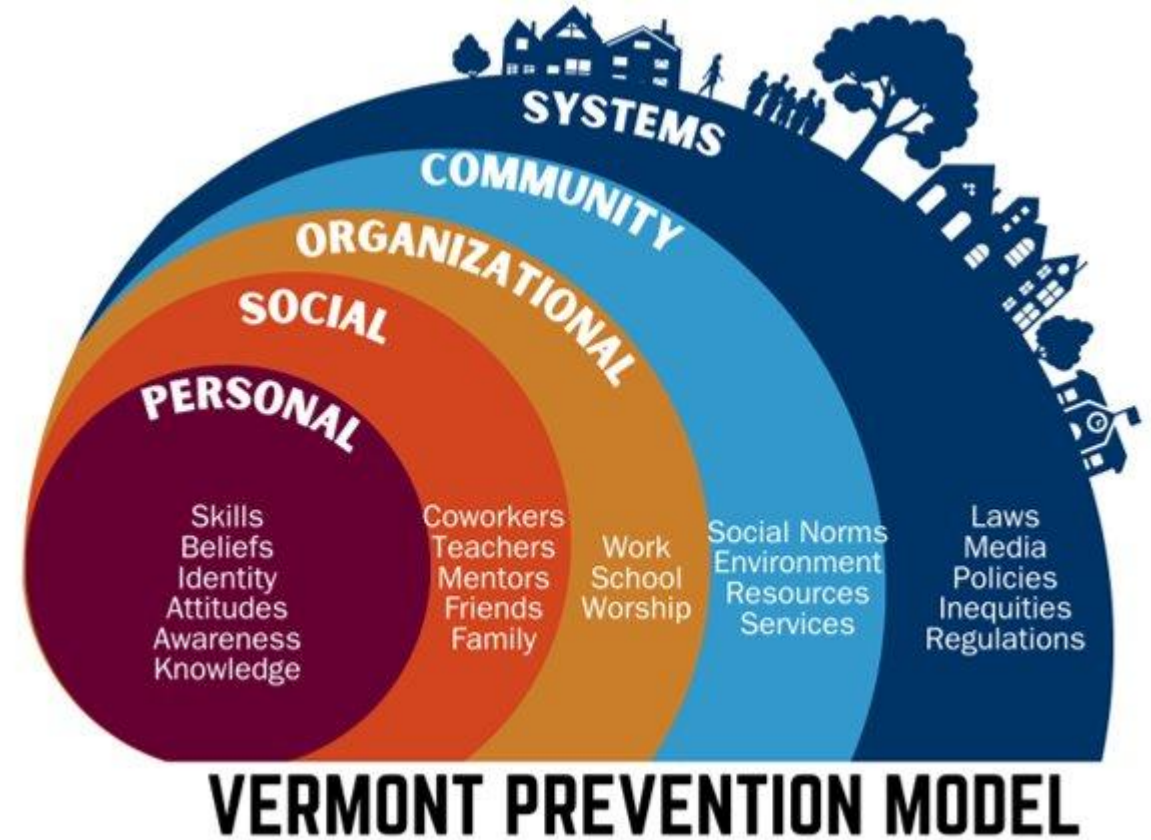 SYSTEMS
COMMUNITY
ORGANIZATIONAL
SOCIAL
PERSONAL
Skills
Beliefs
Identity
Attitudes
Awareness
Knowledge
Coworkers
Teachers
Mentors
Friends
Family
Work
School
Worship
Social Norms
Environment
Resources
Services
Laws
Media
Policies
Inequities
Regulations
VERMONT PREVENTION MODEL